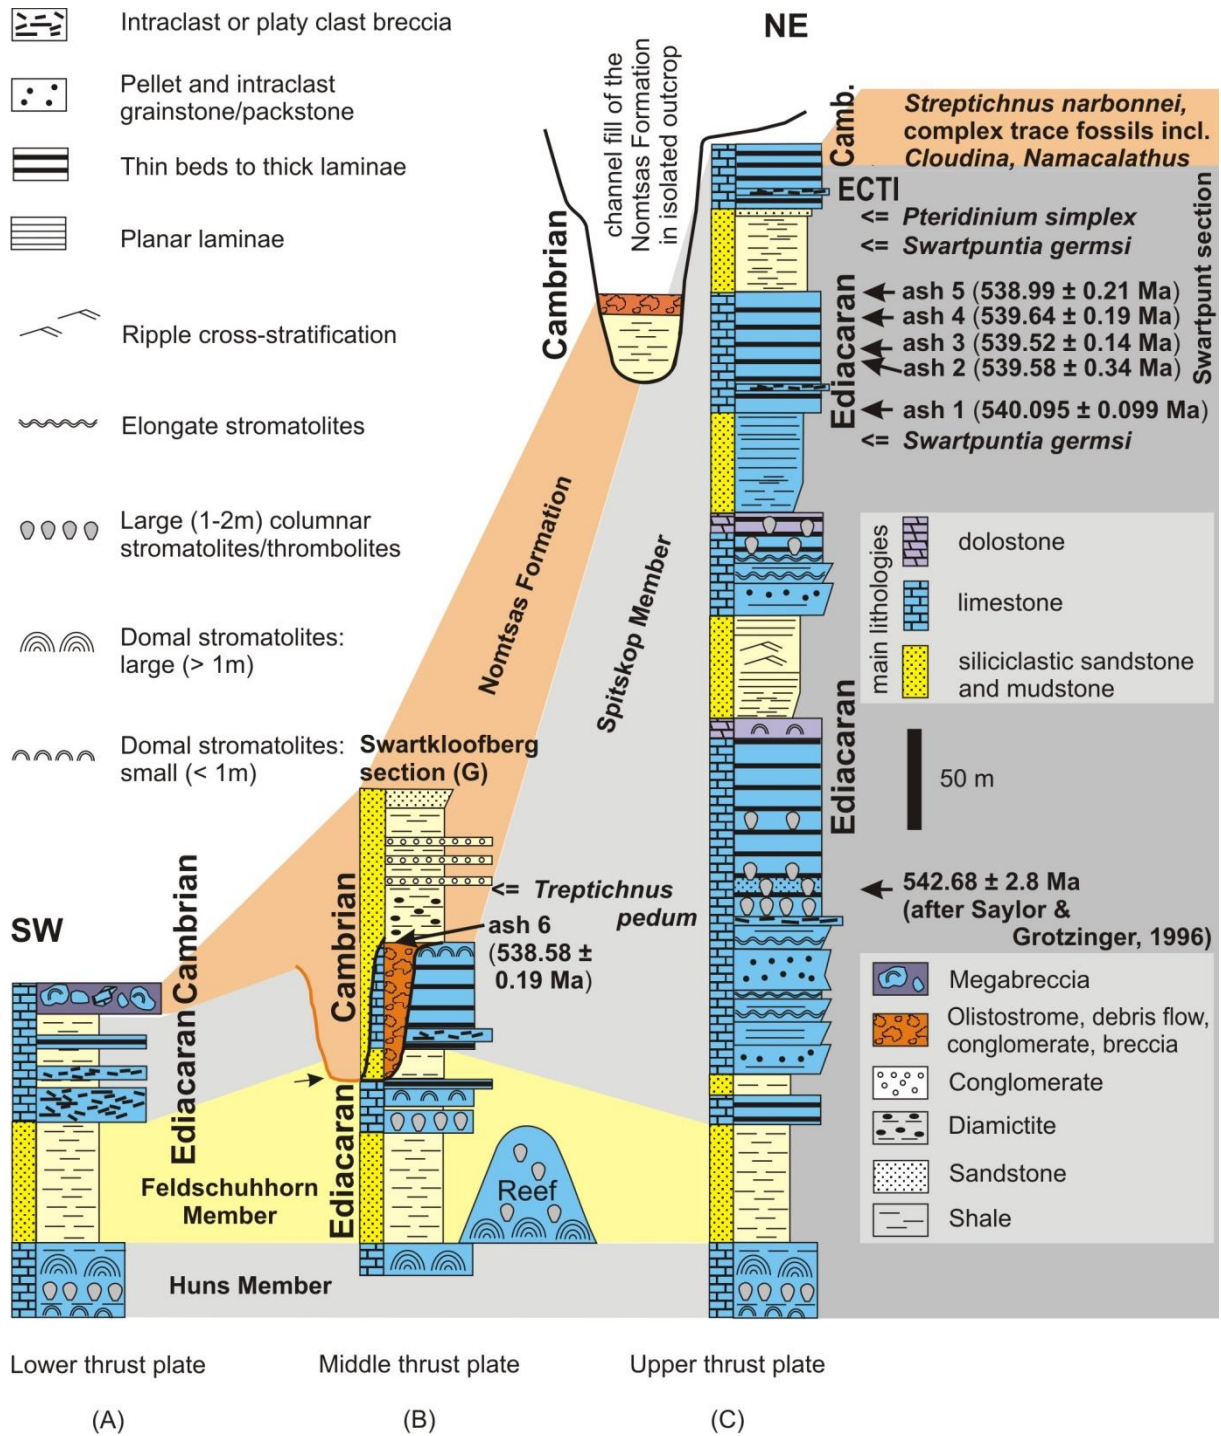 Intraclast or platy clast breccia
Pellet and intraclast
grainstone/packstone
Thin beds to thick laminae
Planar laminae
Ripple cross-stratification
Elongate stromatolites
Large (1-2m) columnar
stromatolites/thrombolites
Domal stromatolites:
large (> 1m)
Domal stromatolites:
small (< 1m)
NE
channel fill of the
Nomtsas Formation
in isolated outcrop
Cambrian
Camb.
Streptichnus narbonnei,
complex trace fossils incl.
Cloudina, Namacalathus
ECTI
<= Pteridinium simplex
<= Swartpuntia germsi
Swartpunt section
Ediacaran
ash 5 (538.99 ± 0.21 Ma)
ash 4 (539.64 ± 0.19 Ma)
ash 3 (539.52 ± 0.14 Ma)
ash 2 (539.58 ± 0.34 Ma)
ash 1 (540.095 ± 0.099 Ma)
<= Swartpuntia germsi
main lithologies
dolostone
limestone
siliciclastic sandstone
and mudstone
Ediacaran
50 m
542.68 ± 2.8 Ma
(after Saylor &
Grotzinger, 1996)
Megabreccia
Olistostrome, debris flow,
conglomerate, breccia
Conglomerate
Diamictite
Sandstone
Shale
Nomtsas Formation
Spitskop Member
Swartkloofberg
section (G)
<= Treptichnus
pedum
ash 6
(538.58 ±
0.19 Ma)
SW
Cambrian
Ediacaran
Cambrian
Ediacaran
Feldschuhhorn
Member
Reef
Huns Member
Lower thrust plate
Middle thrust plate
Upper thrust plate
(A)
(B)
(C)